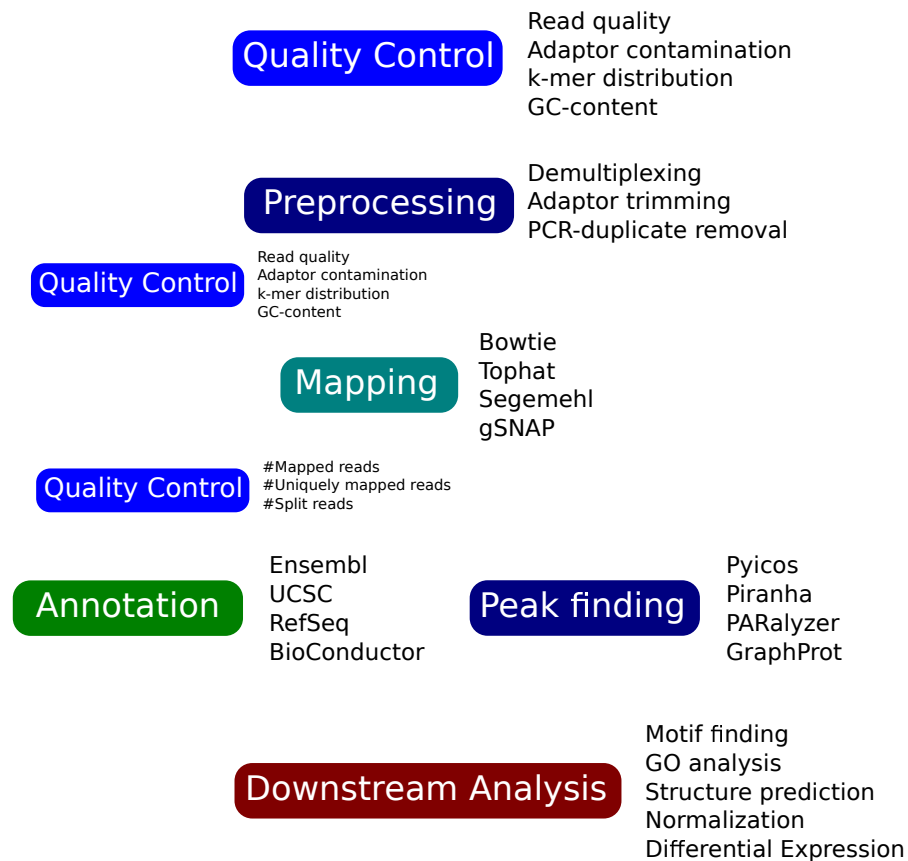 Quality Control
Read quality
Adaptor contamination
k-mer distribution
GC-content
Preprocessing
Demultiplexing
Adaptor trimming
PCR-duplicate removal
Quality Control
Read quality
Adaptor contamination
k-mer distribution
GC-content
Mapping
Bowtie
Tophat
Segemehl
gSNAP
Quality Control
#Mapped reads
#Uniquely mapped reads
#Split reads
Annotation
Ensembl
UCSC
RefSeq
BioConductor
Peak finding
Pyicos
Piranha
PARalyzer
GraphProt
Downstream Analysis
Motif finding
GO analysis
Structure prediction
Normalization
Differential Expression